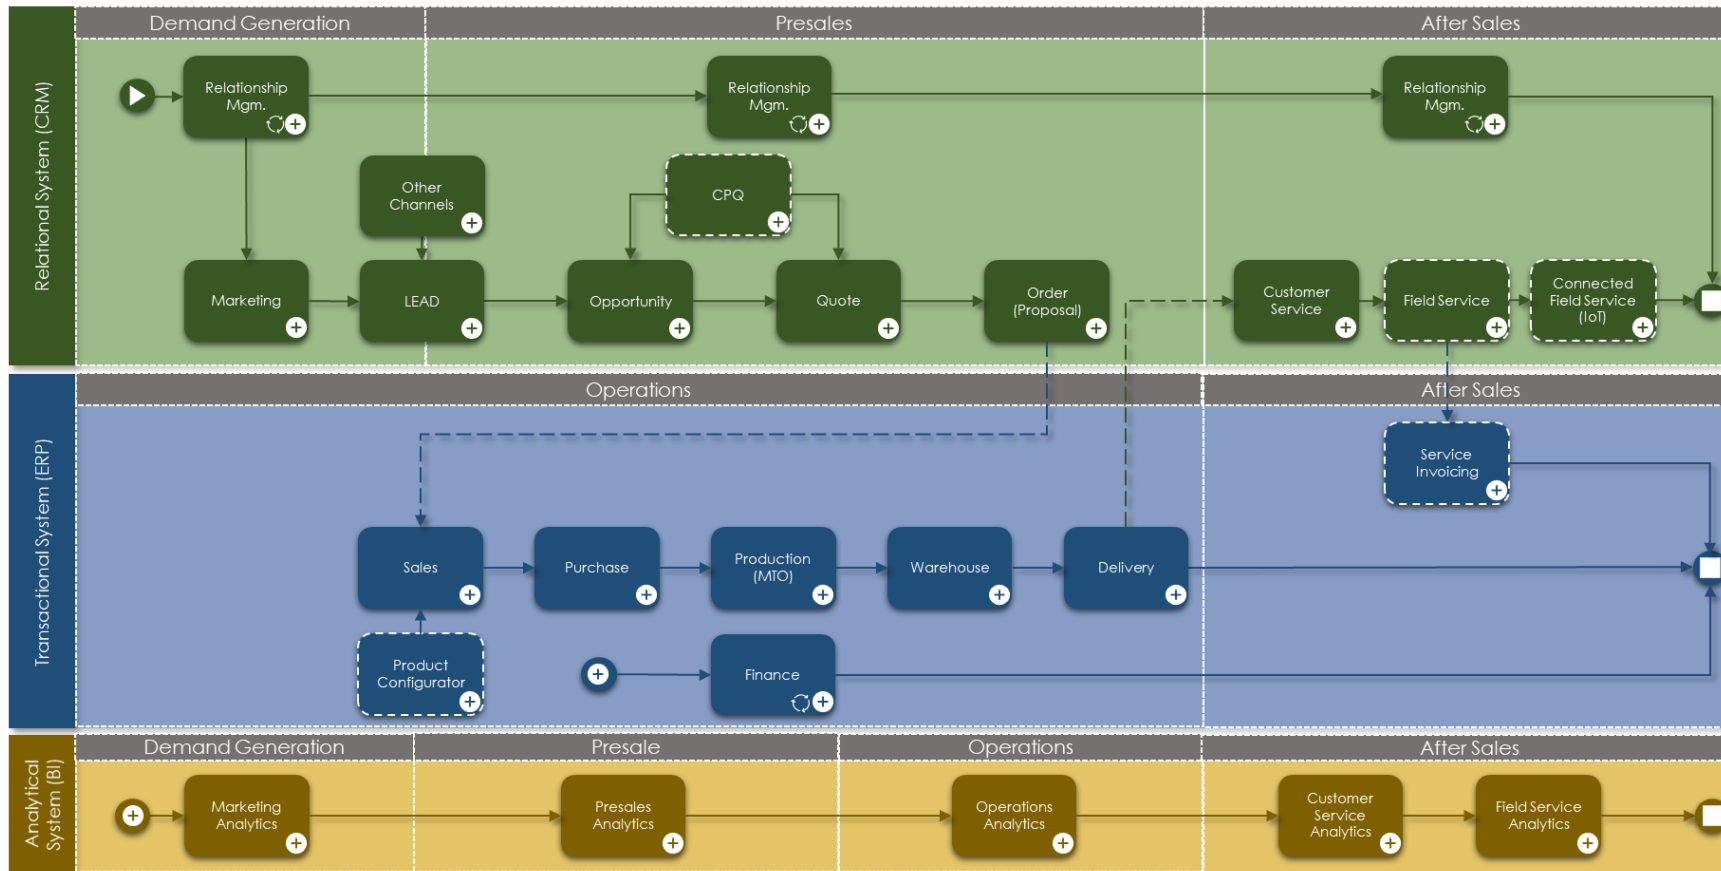 Demand Generation
Presales
After Sales
Relational System (CRM)
Relationship
Mgm.
Relationship
Mgm.
Relationship
Mgm.
Other
Channels
CPQ
Marketing
LEAD
Opportunity
Quote
Order
(Proposal)
Customer
Service
Field Service
Connected
Field Service
(IoT)
Operations
After Sales
Transactional System (ERP)
Service
Invoicing
Sales
Purchase
Production
(MTO)
Warehouse
Delivery
Product
Configurator
Finance
Demand Generation
Presale
Operations
After Sales
Analytical
System (BI)
Marketing
Analytics
Presales
Analytics
Operations
Analytics
Customer
Service
Analytics
Field Service
Analytics